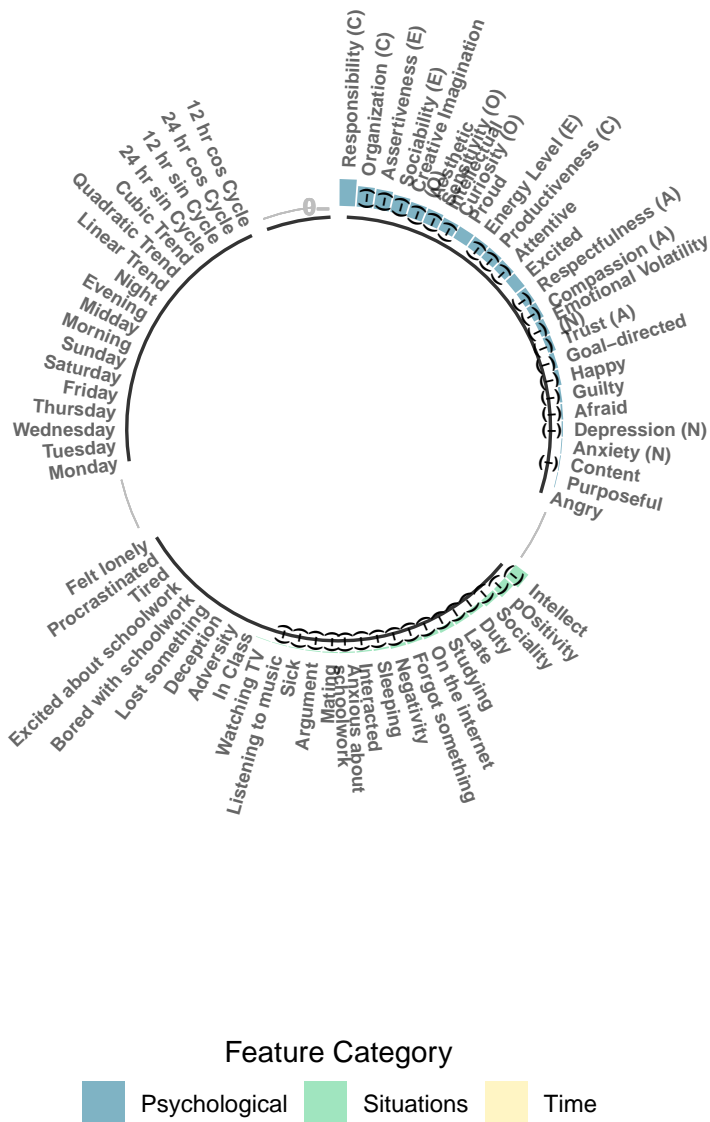 Responsibility (C)
Organization (C)
Assertiveness (E)
Sociability (E)
Creative Imagination
(O)
Aesthetic
Sensitivity (O)
Intellectual
Curiosity (O)
Proud
Energy Level (E)
Productiveness (C)
Attentive
Excited
Respectfulness (A)
Compassion (A)
Emotional Volatility
(N)
Trust (A)
Goal−directed
Happy
Guilty
Afraid
Depression (N)
Anxiety (N)
Content
Purposeful
Angry
Intellect
pOsitivity
Sociality
Duty
Late
Studying
On the internet
Forgot something
Negativity
Sleeping
Interacted
Anxious about
schoolwork
Mating
Argument
Sick
Listening to music
Watching TV
In Class
Adversity
Deception
Lost something
Bored with schoolwork
Excited about schoolwork
Tired
Procrastinated
Felt lonely
Monday
Tuesday
Wednesday
Thursday
Friday
Saturday
Sunday
Morning
Midday
Evening
Night
Linear Trend
Quadratic Trend
Cubic Trend
24 hr sin Cycle
12 hr sin Cycle
24 hr cos Cycle
12 hr cos Cycle
Feature Category
Psychological
Situations
Time